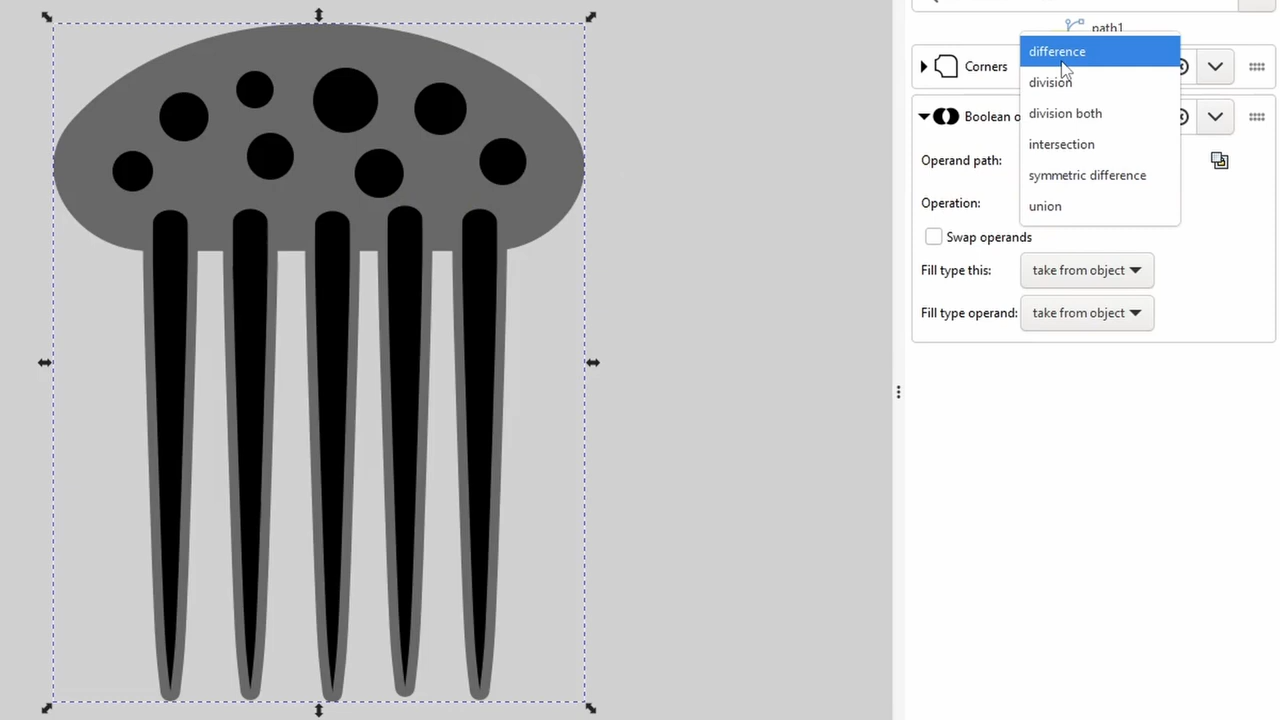 path1
difference
Corners
division
Boolean o
division both
intersection
Operand path:
symmetric difference
Operation:
union
Swap operands
Fill type this:
take from object
Fill type operand:
take from object